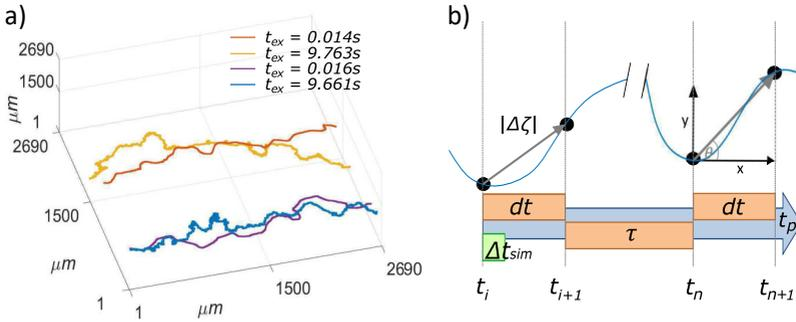 a)
t_ex = 0.014s
t_ex = 9.763s
t_ex = 0.016s
t_ex = 9.661s
2690
1500
1
μm
2690
1500
1
μm
1
1500
2690
μm
b)
|Δζ|
y
θ
x
dt
dt
t_p
τ
Δt_sim
t_i
t_i+1
t_n
t_n+1